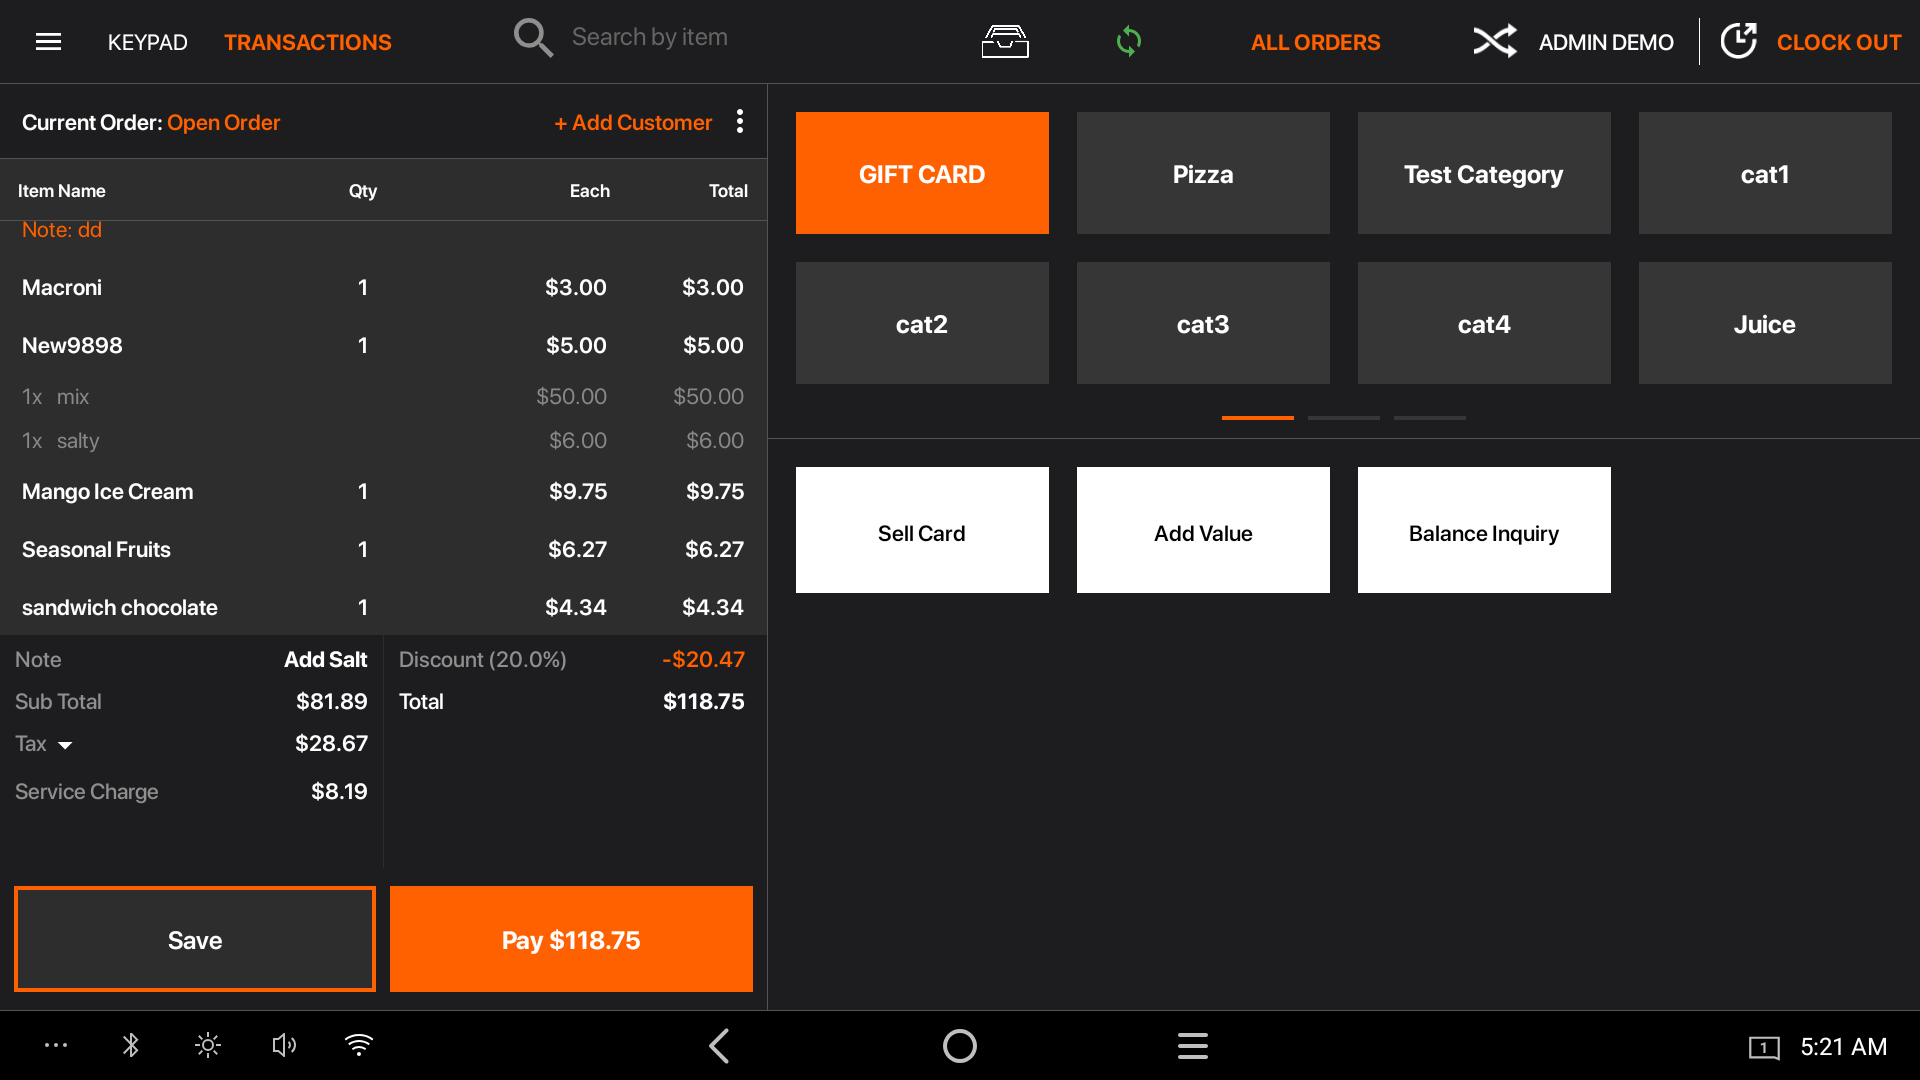 KEYPAD TRANSACTIONS Search by item ALL ORDERS ADMIN DEMO CLOCK OUT
Current Order: Open Order + Add Customer
Item Name Qty Each Total
Note: dd
Macroni 1 $3.00 $3.00
New9898 1 $5.00 $5.00
1x mix $50.00 $50.00
1x salty $6.00 $6.00
Mango Ice Cream 1 $9.75 $9.75
Seasonal Fruits 1 $6.27 $6.27
sandwich chocolate 1 $4.34 $4.34
Note Add Salt
Sub Total $81.89
Tax $28.67
Service Charge $8.19
Discount (20.0%) -$20.47
Total $118.75
Save Pay $118.75
GIFT CARD Pizza Test Category cat1
cat2 cat3 cat4 Juice
Sell Card Add Value Balance Inquiry
1 5:21 AM